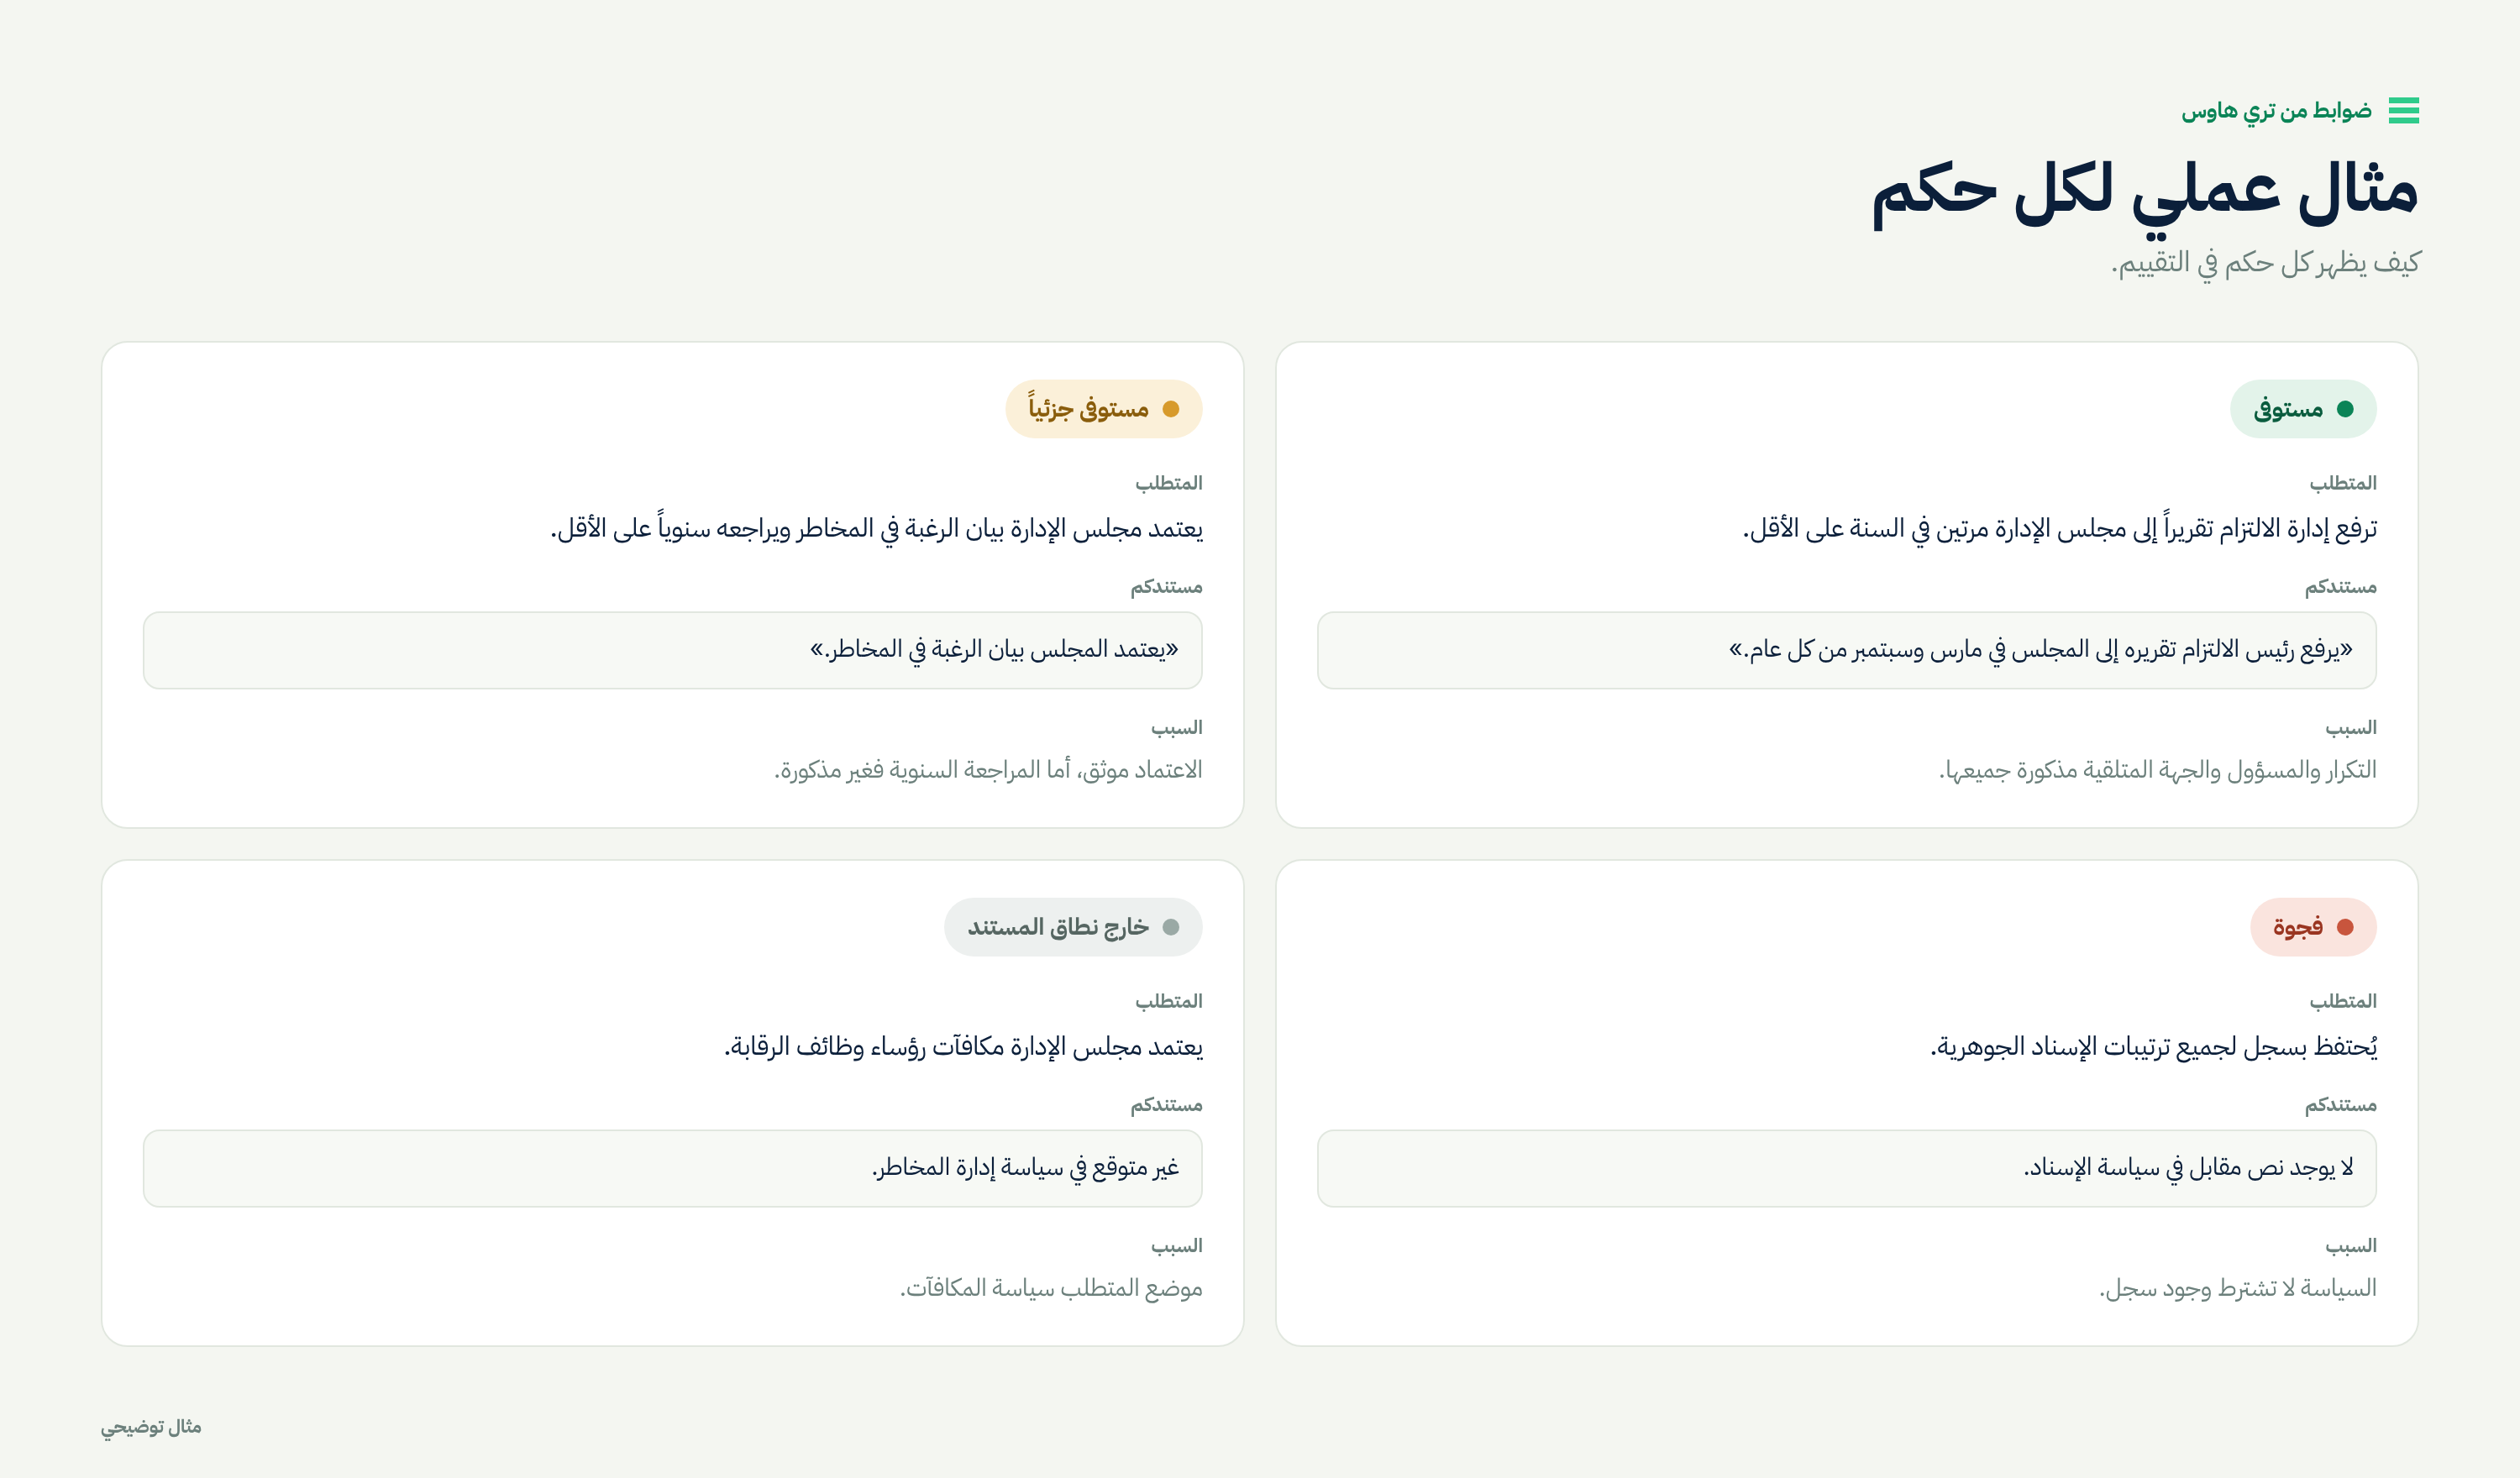 ضوابط من تري هاوس
مثال عملي لكل حكم
كيف يظهر كل حكم في التقييم.
مستوفى
المتطلب
ترفع إدارة الالتزام تقريراً إلى مجلس الإدارة مرتين في السنة على الأقل.
مستندكم
«يرفع رئيس الالتزام تقريره إلى المجلس في مارس وسبتمبر من كل عام.»
السبب
التكرار والمسؤول والجهة المتلقية مذكورة جميعها.
مستوفى جزئياً
المتطلب
يعتمد مجلس الإدارة بيان الرغبة في المخاطر ويراجعه سنوياً على الأقل.
مستندكم
«يعتمد المجلس بيان الرغبة في المخاطر.»
السبب
الاعتماد موثق، أما المراجعة السنوية فغير مذكورة.
فجوة
المتطلب
يُحتفظ بسجل لجميع ترتيبات الإسناد الجوهرية.
مستندكم
لا يوجد نص مقابل في سياسة الإسناد.
السبب
السياسة لا تشترط وجود سجل.
خارج نطاق المستند
المتطلب
يعتمد مجلس الإدارة مكافآت رؤساء وظائف الرقابة.
مستندكم
غير متوقع في سياسة إدارة المخاطر.
السبب
موضع المتطلب سياسة المكافآت.
مثال توضيحي